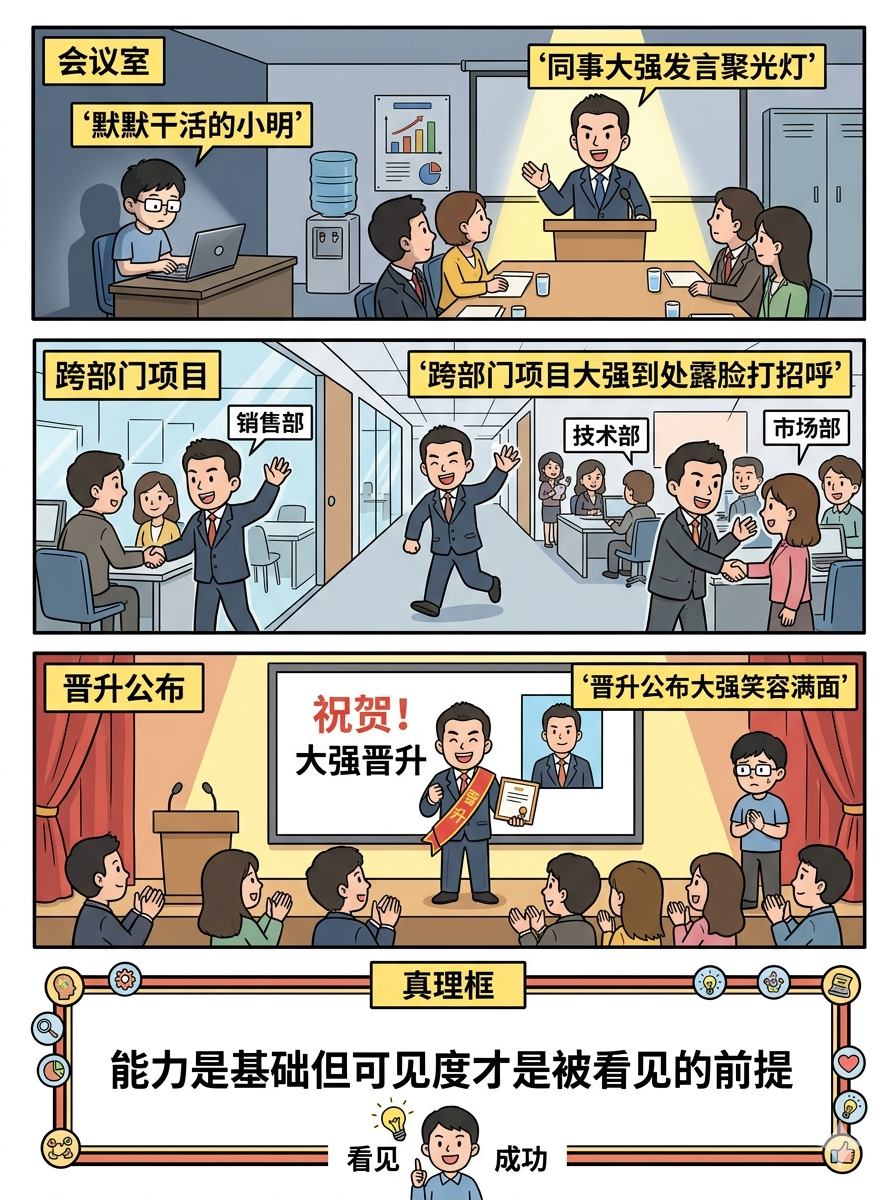 会议室
‘默默干活的小明’
‘同事大强发言聚光灯’
跨部门项目
‘跨部门项目大强到处露脸打招呼’
销售部
技术部
市场部
晋升公布
‘晋升公布大强笑容满面’
祝贺！
大强晋升
晋升
真理框
能力是基础但可见度才是被看见的前提
看见 成功